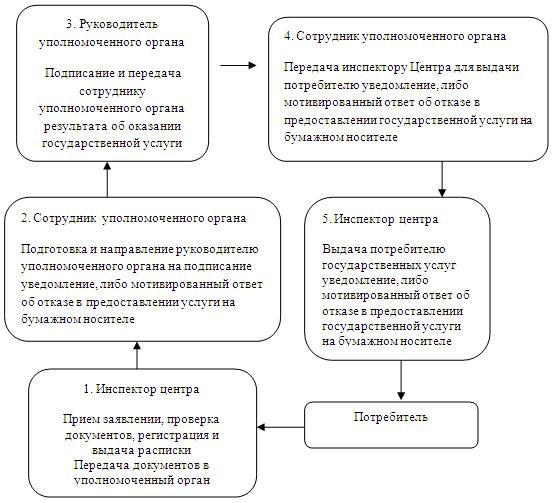 3. Руководитель
уполномоченного органа
Подписание и передача
сотруднику
уполномоченного органа
результата об оказании
государственной услуги
4. Сотрудник уполномоченного органа
Передача инспектору Центра для выдачи
потребителю уведомление, либо
мотивированный ответ об отказе в
предоставлении государственной услуги на
бумажном носителе
2. Сотрудник уполномоченного органа
Подготовка и направление руководителю
уполномоченного органа на подписание
уведомление, либо мотивированный ответ
об отказе в предоставлении услуги на
бумажном носителе
5. Инспектор центра
Выдача потребителю
государственных услуг
уведомление, либо
мотивированный ответ об
отказе в предоставлении
государственной услуги
на бумажном носителе
1. Инспектор центра
Прием заявлении, проверка
документов, регистрация и
выдача расписки
Передача документов в
уполномоченный орган
Потребитель